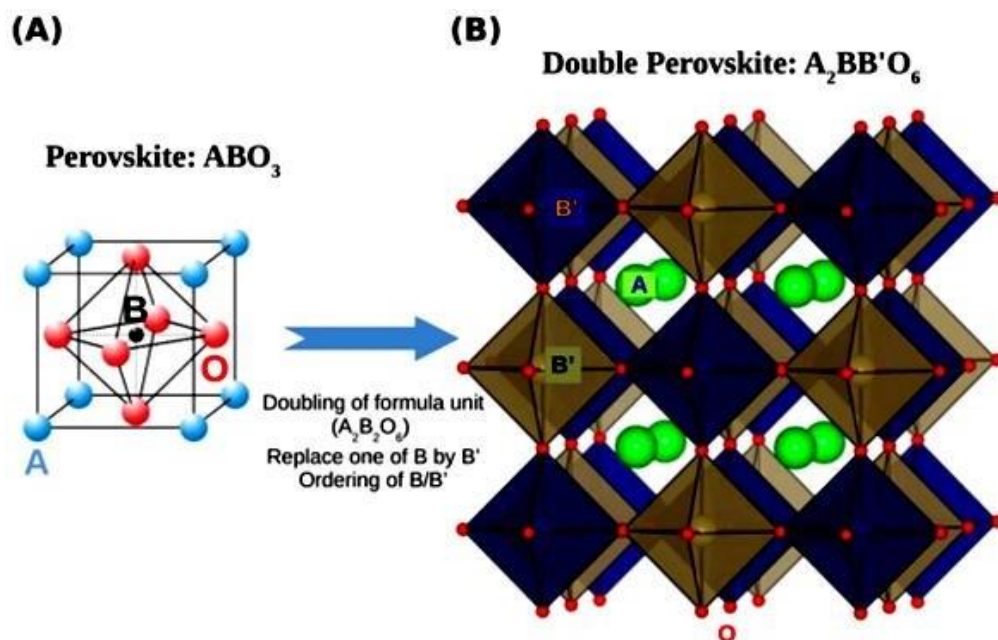 (A)
Perovskite: ABO₃
B
O
A
Doubling of formula unit
(A₂B₂O₆)
Replace one of B by B'
Ordering of B/B'
(B)
Double Perovskite: A₂BB'O₆
B'
A
B'
O